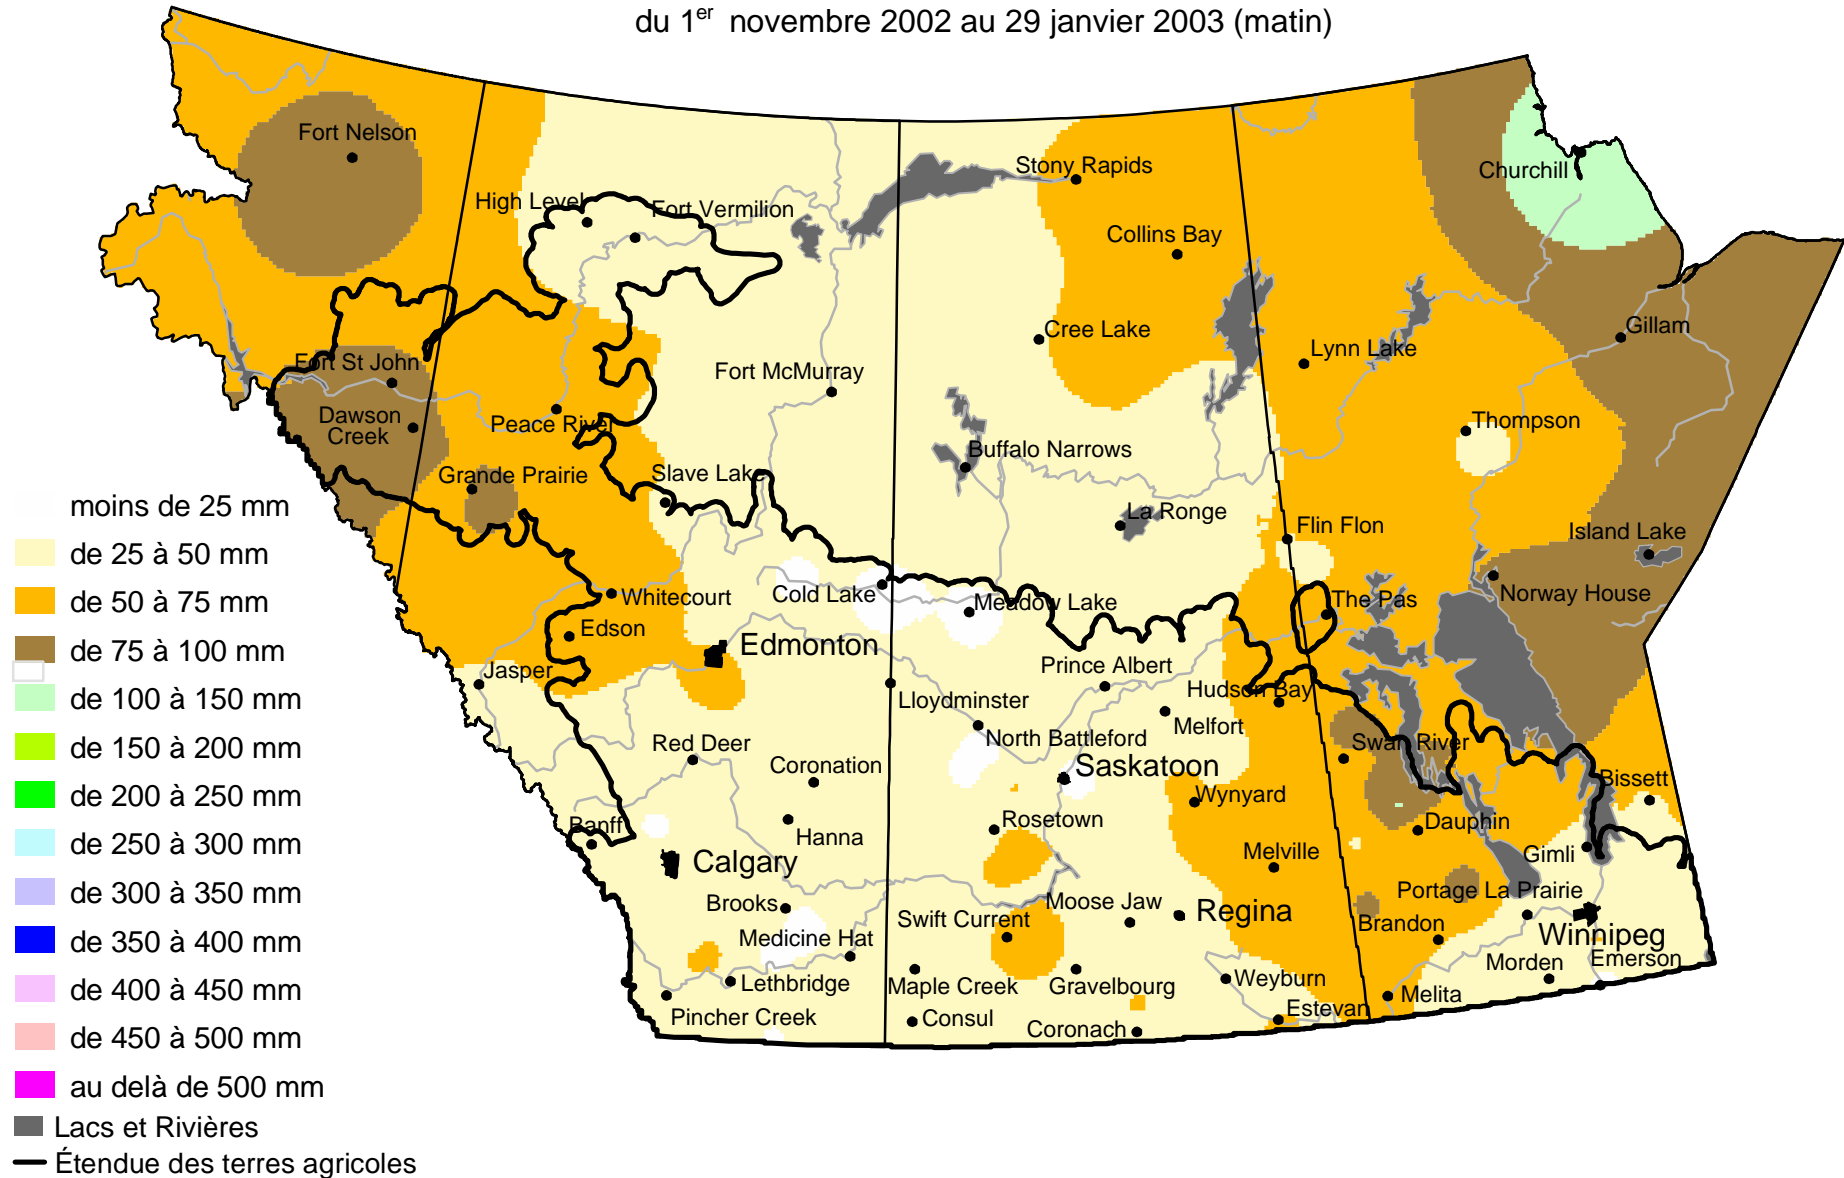 du 1er novembre 2002 au 29 janvier 2003 (matin)
Fort Nelson
Churchill
Stony Rapids
High Level
Fort Vermilion
Collins Bay
Gillam
Cree Lake
Lynn Lake
Fort St John
Fort McMurray
Dawson
Creek
Peace River
Thompson
Buffalo Narrows
Grande Prairie
Slave Lake
La Ronge
Flin Flon
Island Lake
Whitecourt
Cold Lake
Meadow Lake
The Pas
Norway House
Edson
Edmonton
Jasper
Prince Albert
Lloydminster
Hudson Bay
Melfort
Red Deer
North Battleford
Swan River
Coronation
Saskatoon
Bissett
Wynyard
Banff
Hanna
Rosetown
Dauphin
Calgary
Melville
Gimli
Brooks
Swift Current
Moose Jaw
Regina
Portage La Prairie
Brandon
Winnipeg
Medicine Hat
Emerson
Morden
Lethbridge
Maple Creek
Gravelbourg
Weyburn
Melita
Pincher Creek
Consul
Coronach
Estevan
moins de 25 mm
de 25 à 50 mm
de 50 à 75 mm
de 75 à 100 mm
de 100 à 150 mm
de 150 à 200 mm
de 200 à 250 mm
de 250 à 300 mm
de 300 à 350 mm
de 350 à 400 mm
de 400 à 450 mm
de 450 à 500 mm
au delà de 500 mm
Lacs et Rivières
Étendue des terres agricoles